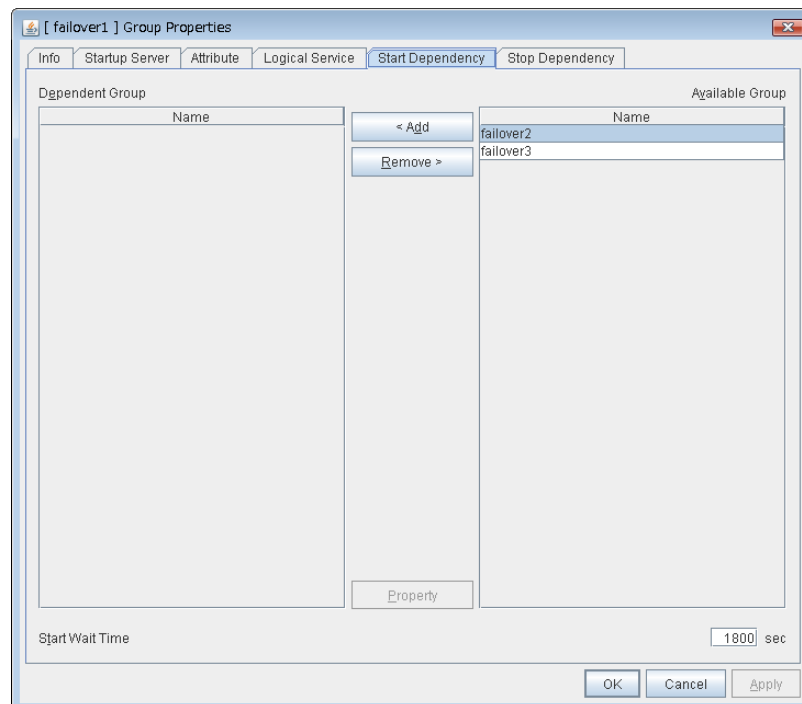 [ failover1 ] Group Properties
Info Startup Server Attribute Logical Service Start Dependency Stop Dependency
Dependent Group Available Group
Name Name
< Add
failover2
failover3
Remove >
Property
Start Wait Time 1800 sec
OK Cancel Apply